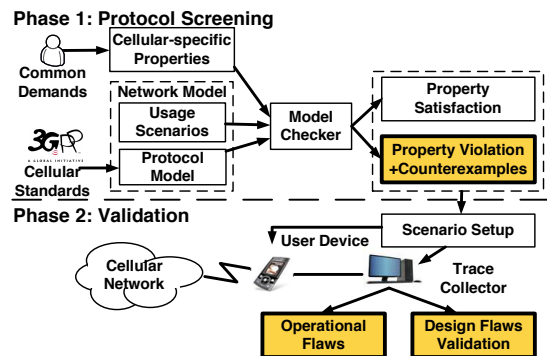 Phase 1: Protocol Screening
Cellular-specific
Properties
Common
Demands
Network Model
Usage
Scenarios
Protocol
Model
Model
Checker
Property
Satisfaction
Property Violation
+Counterexamples
3GPP
A GLOBAL INITIATIVE
Cellular
Standards
Phase 2: Validation
Scenario Setup
User Device
Cellular
Network
Trace
Collector
Operational
Flaws
Design Flaws
Validation